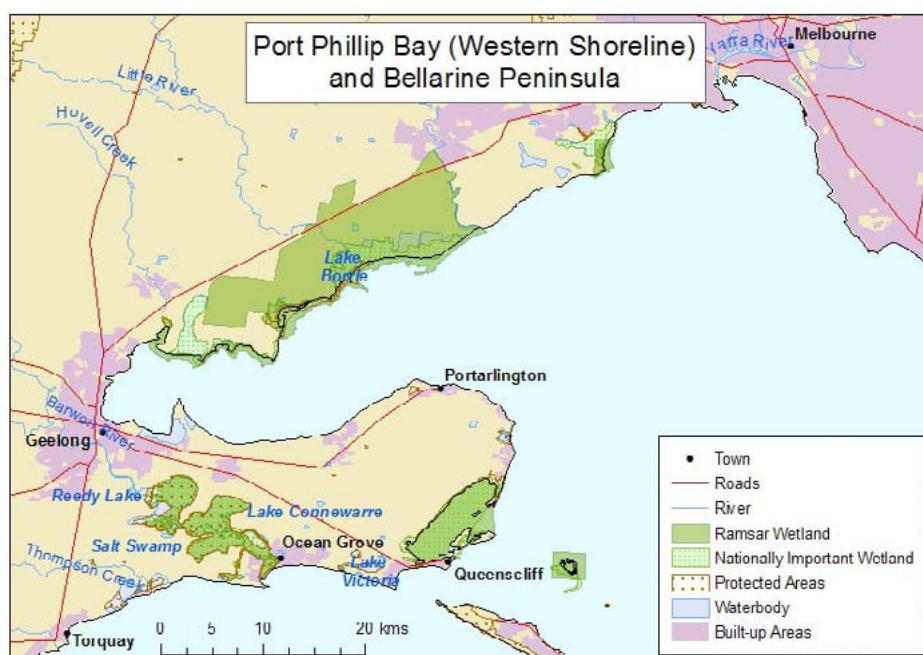 Port Phillip Bay (Western Shoreline)
and Bellarine Peninsula
Melbourne
Yarra River
Little River
Hovell Creek
Lake
Borrie
Portarlington
Barwon River
Geelong
Reedy Lake
Lake Connewarre
Salt Swamp
Ocean Grove
Lake
Victoria
Queenscliff
Thompson Creek
Torquay
0 5 10 20 kms
Town
Roads
River
Ramsar Wetland
Nationally Important Wetland
Protected Areas
Waterbody
Built-up Areas